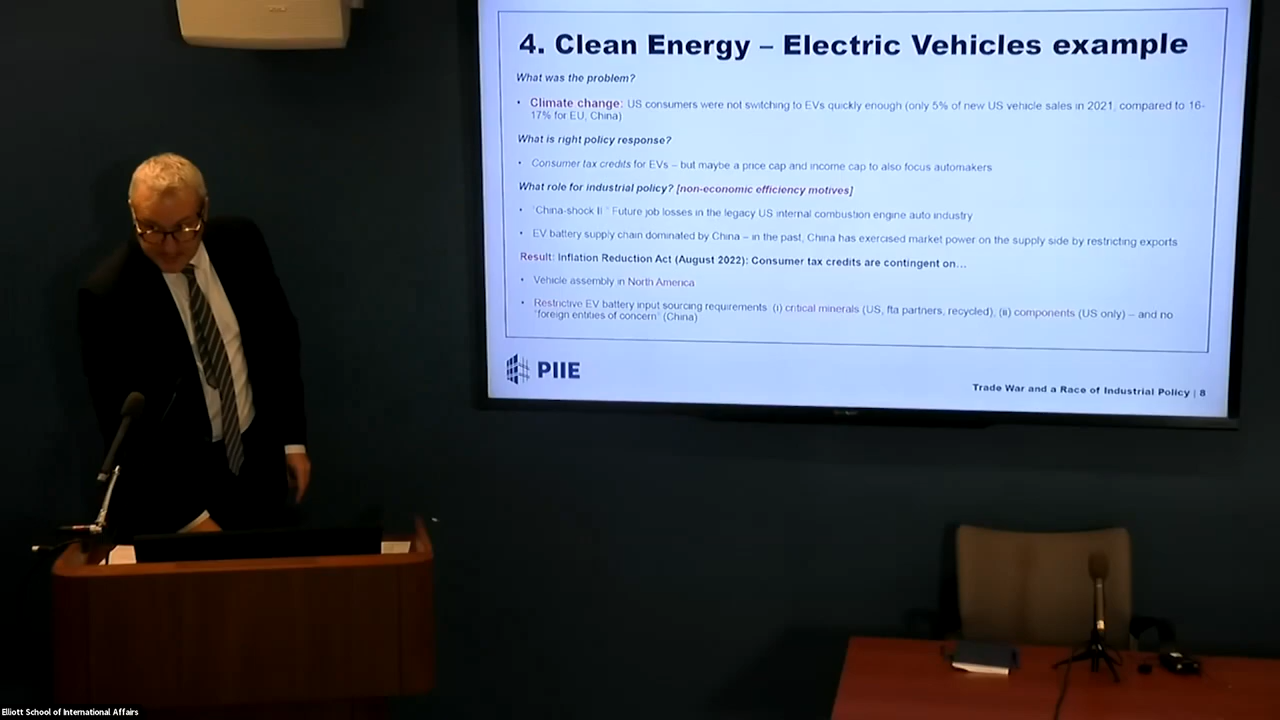 4. Clean Energy – Electric Vehicles example
What was the problem?
• Climate change: US consumers were not switching to EVs quickly enough (only 5% of new US vehicle sales in 2021, compared to 16-
17% for EU, China)
What is right policy response?
• Consumer tax credits for EVs – but maybe a price cap and income cap to also focus automakers
What role for industrial policy? [non-economic efficiency motives]
• "China-shock II" Future job losses in the legacy US internal combustion engine auto industry
• EV battery supply chain dominated by China – in the past, China has exercised market power on the supply side by restricting exports
Result: Inflation Reduction Act (August 2022): Consumer tax credits are contingent on…
• Vehicle assembly in North America
• Restrictive EV battery input sourcing requirements (i) critical minerals (US, fta partners, recycled), (ii) components (US only) – and no
"foreign entities of concern" (China)
PIIE
Trade War and a Race of Industrial Policy | 8
Elliott School of International Affairs